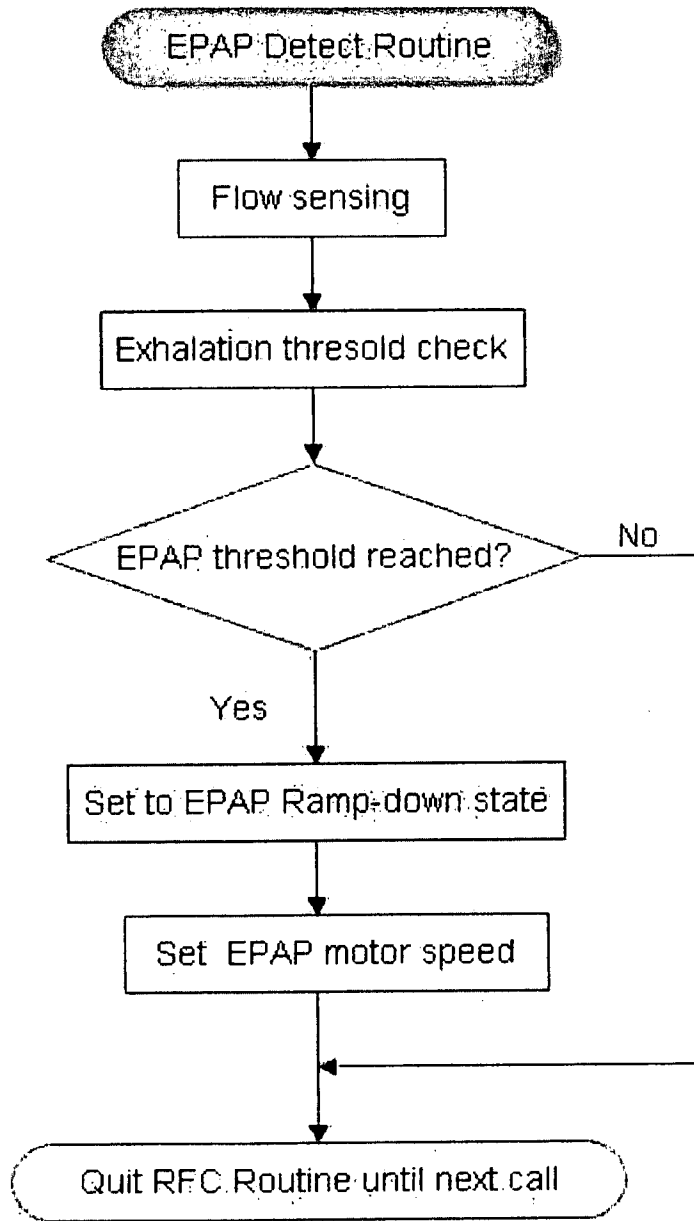 EPAP Detect Routine
Flow sensing
Exhalation thresold check
EPAP threshold reached?
No
Yes
Set to EPAP Ramp-down state
Set EPAP motor speed
Quit RFC Routine until next call